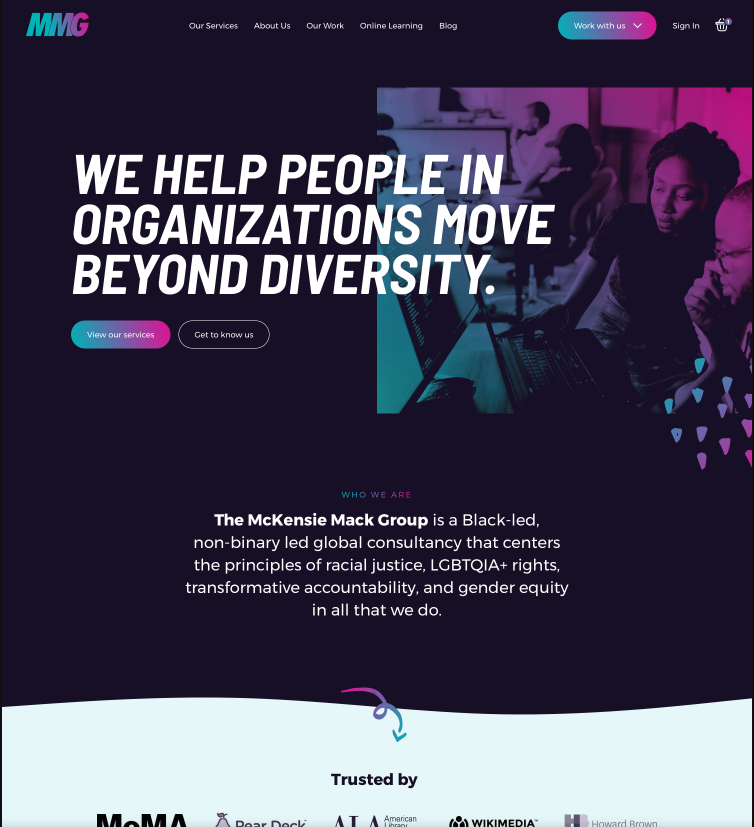 MMG
Our Services
About Us
Our Work
Online Learning
Blog
Work with us
Sign In
1
WE HELP PEOPLE IN
ORGANIZATIONS MOVE
BEYOND DIVERSITY.
View our services
Get to know us
WHO WE ARE
The McKensie Mack Group is a Black-led,
non-binary led global consultancy that centers
the principles of racial justice, LGBTQIA+ rights,
transformative accountability, and gender equity
in all that we do.
Trusted by
MoMA
Pear Deck
ALA American
Library
WIKIMEDIA™
HB Howard Brown